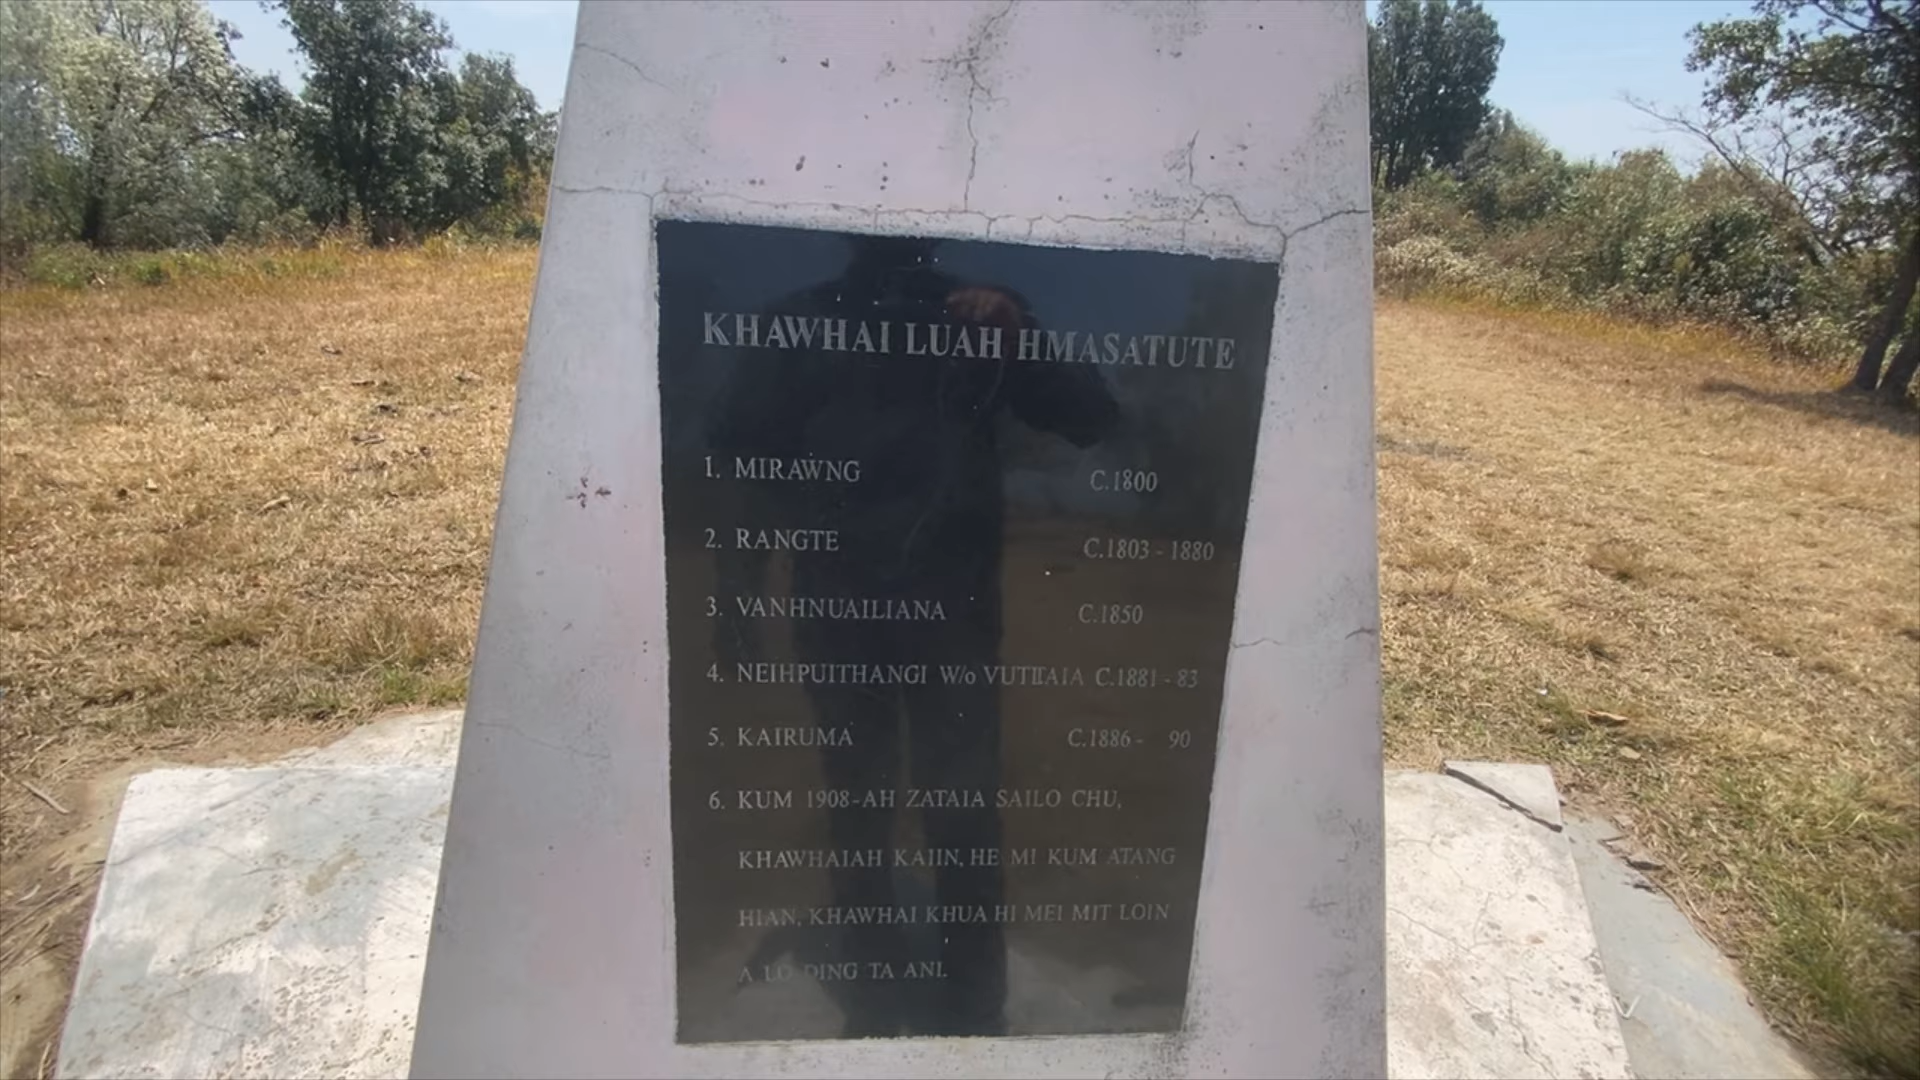 KHAWHAI LUAH HMASATUTE
1. MIRAWNG C.1800
2. RANGTE C.1803 - 1880
3. VANHNUAILIANA C.1850
4. NEIHPUITHANGI W/o VUTTAIA C.1881 - 83
5. KAIRUMA C.1886 - 90
6. KUM 1908-AH ZATAIA SAILO CHU,
KHAWHAIAH KAIIN, HE MI KUM ATANG
HIAN, KHAWHAI KHUA HI MEI MIT LOIN
A LO DING TA ANI.